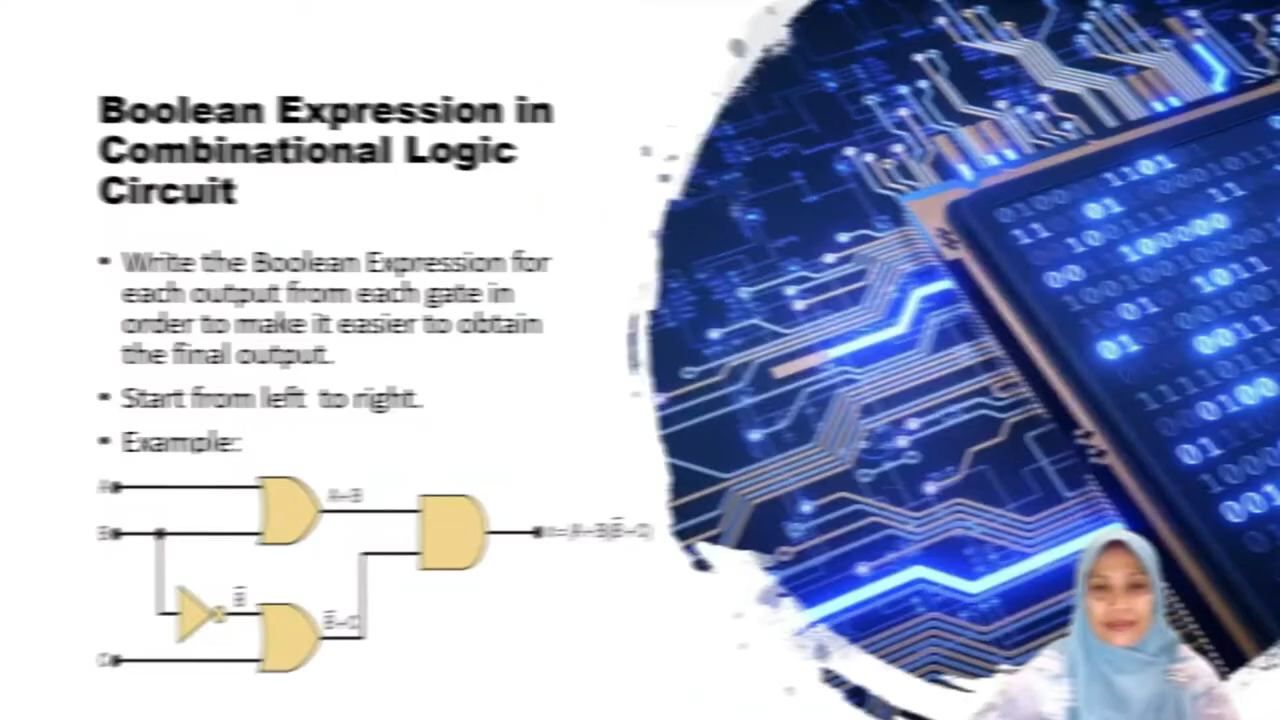 Boolean Expression in
Combinational Logic
Circuit
• Write the Boolean Expression for
each output from each gate in
order to make it easier to obtain
the final output.
• Start from left to right.
• Example:
A
A+B
B
B̅
B̅+C
C